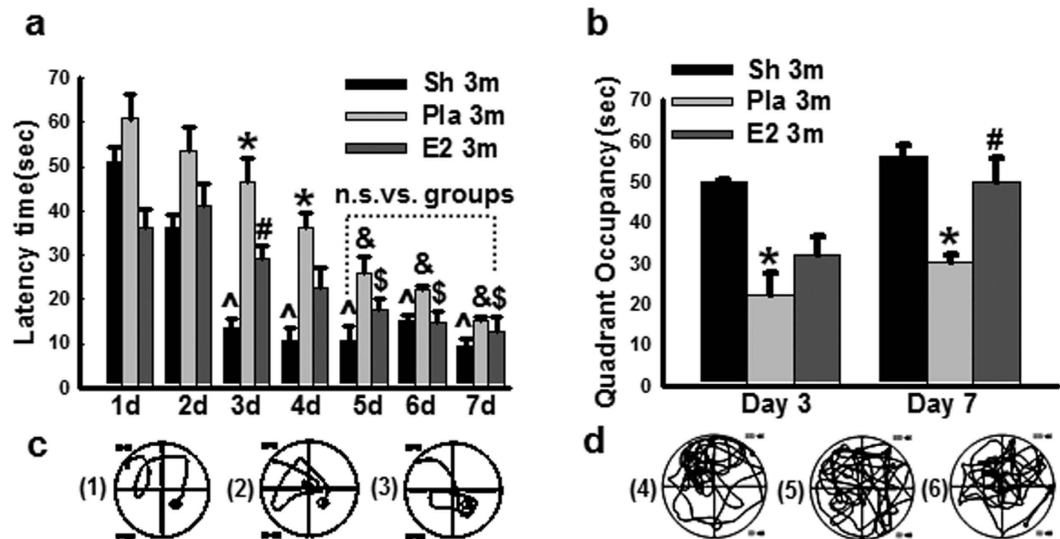 a
Latency time(sec)
70
60
50
40
30
20
10
0
Sh 3m
Pla 3m
E2 3m
n.s.vs. groups
* * # & & &$ $ $ ^ ^ ^ ^ ^
1d 2d 3d 4d 5d 6d 7d
b
Quadrant Occupancy(sec)
70
60
50
40
30
20
10
0
Sh 3m
Pla 3m
E2 3m
* * #
Day 3 Day 7
c
(1) (2) (3)
d
(4) (5) (6)